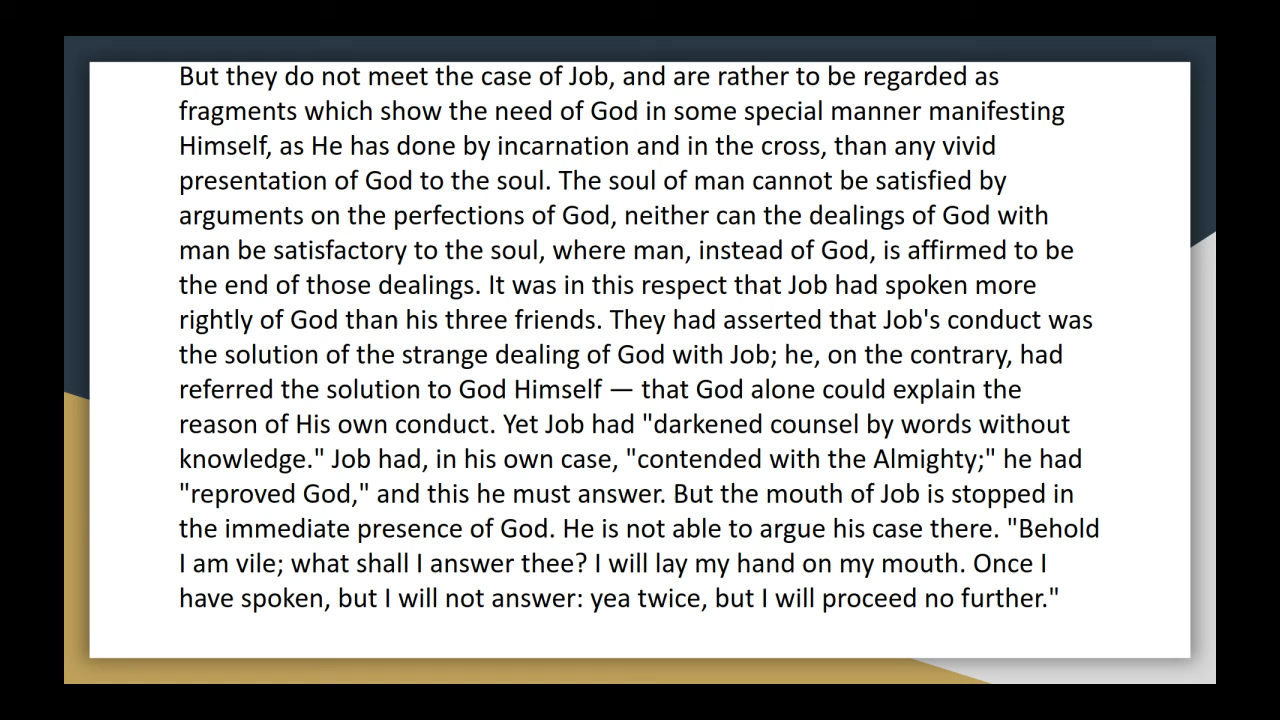 But they do not meet the case of Job, and are rather to be regarded as
fragments which show the need of God in some special manner manifesting
Himself, as He has done by incarnation and in the cross, than any vivid
presentation of God to the soul. The soul of man cannot be satisfied by
arguments on the perfections of God, neither can the dealings of God with
man be satisfactory to the soul, where man, instead of God, is affirmed to be
the end of those dealings. It was in this respect that Job had spoken more
rightly of God than his three friends. They had asserted that Job's conduct was
the solution of the strange dealing of God with Job; he, on the contrary, had
referred the solution to God Himself — that God alone could explain the
reason of His own conduct. Yet Job had "darkened counsel by words without
knowledge." Job had, in his own case, "contended with the Almighty;" he had
"reproved God," and this he must answer. But the mouth of Job is stopped in
the immediate presence of God. He is not able to argue his case there. "Behold
I am vile; what shall I answer thee? I will lay my hand on my mouth. Once I
have spoken, but I will not answer: yea twice, but I will proceed no further."